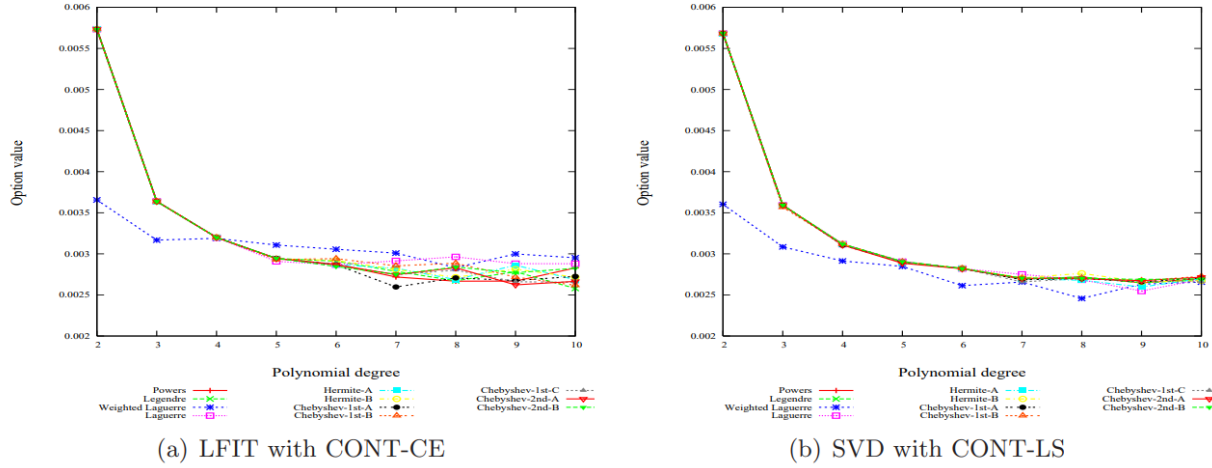 0.006
0.0055
0.005
0.0045
0.004
0.0035
0.003
0.0025
0.002
Option value
2 3 4 5 6 7 8 9 10
Polynomial degree
Powers
Legendre
Weighted Laguerre
Laguerre
Hermite-A
Hermite-B
Chebyshev-1st-A
Chebyshev-1st-B
Chebyshev-1st-C
Chebyshev-2nd-A
Chebyshev-2nd-B
(a) LFIT with CONT-CE
0.006
0.0055
0.005
0.0045
0.004
0.0035
0.003
0.0025
0.002
Option value
2 3 4 5 6 7 8 9 10
Polynomial degree
Powers
Legendre
Weighted Laguerre
Laguerre
Hermite-A
Hermite-B
Chebyshev-1st-A
Chebyshev-1st-B
Chebyshev-1st-C
Chebyshev-2nd-A
Chebyshev-2nd-B
(b) SVD with CONT-LS